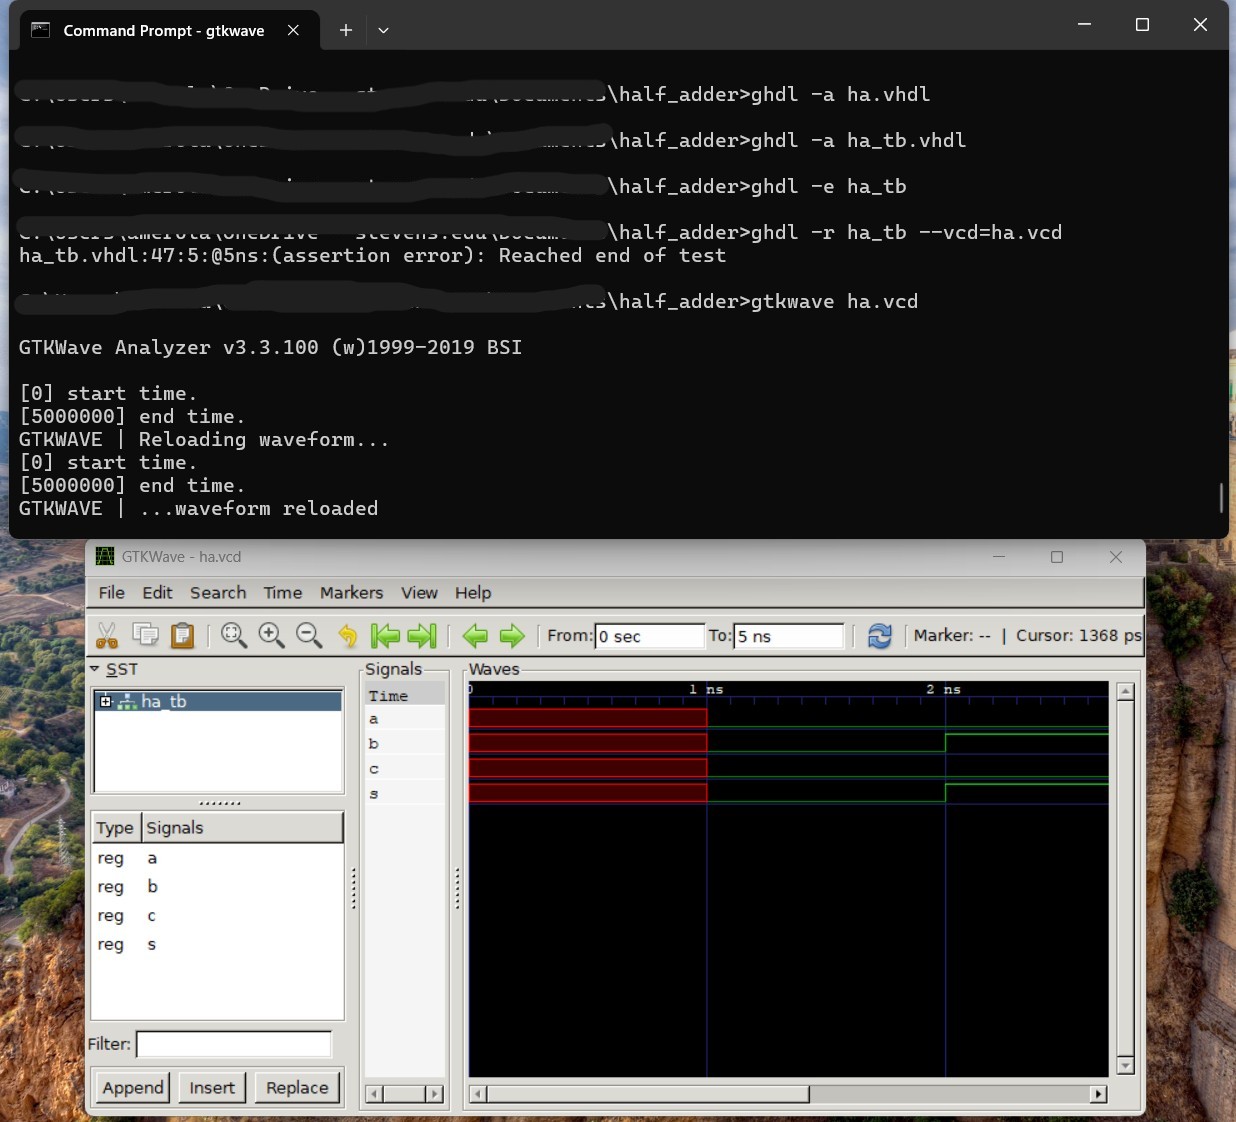 Command Prompt - gtkwave
\half_adder>ghdl -a ha.vhdl
\half_adder>ghdl -a ha_tb.vhdl
\half_adder>ghdl -e ha_tb
\half_adder>ghdl -r ha_tb --vcd=ha.vcd
ha_tb.vhdl:47:5:@5ns:(assertion error): Reached end of test
\half_adder>gtkwave ha.vcd
GTKWave Analyzer v3.3.100 (w)1999-2019 BSI
[0] start time.
[5000000] end time.
GTKWAVE | Reloading waveform...
[0] start time.
[5000000] end time.
GTKWAVE | ...waveform reloaded
GTKWave - ha.vcd
File Edit Search Time Markers View Help
From: 0 sec To: 5 ns Marker: -- | Cursor: 1368 ps
SST
ha_tb
Type Signals
reg a
reg b
reg c
reg s
Filter:
Append Insert Replace
Signals
Time
a
b
c
s
Waves
0 1 ns 2 ns